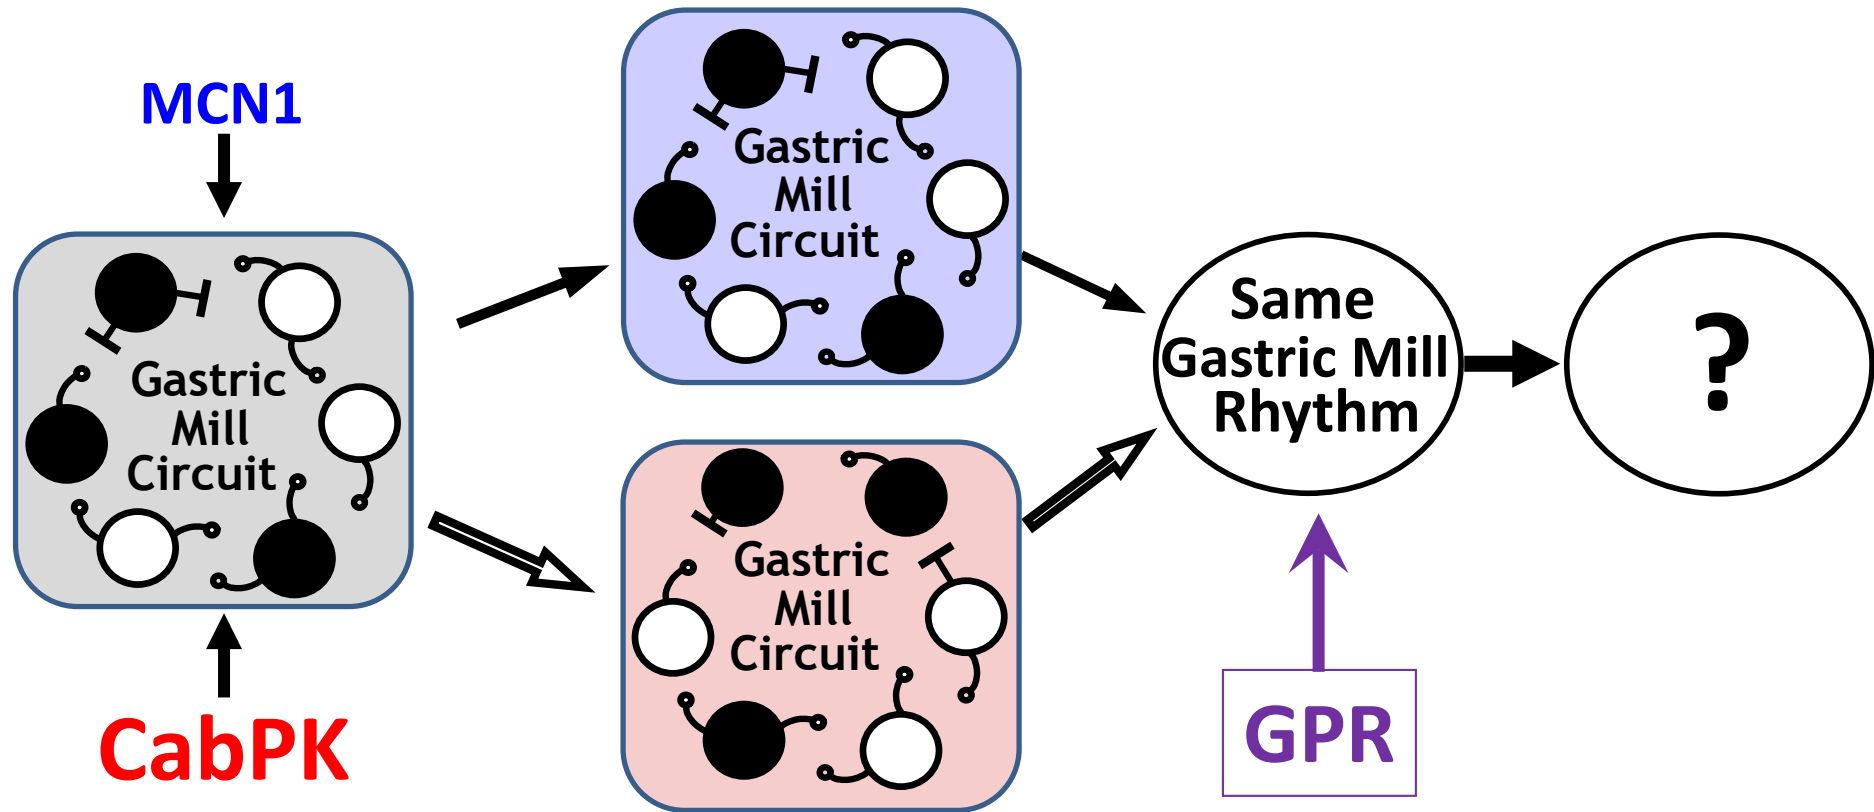 MCN1
Gastric
Mill
Circuit
CabPK
Gastric
Mill
Circuit
Gastric
Mill
Circuit
Same
Gastric Mill
Rhythm
GPR
?